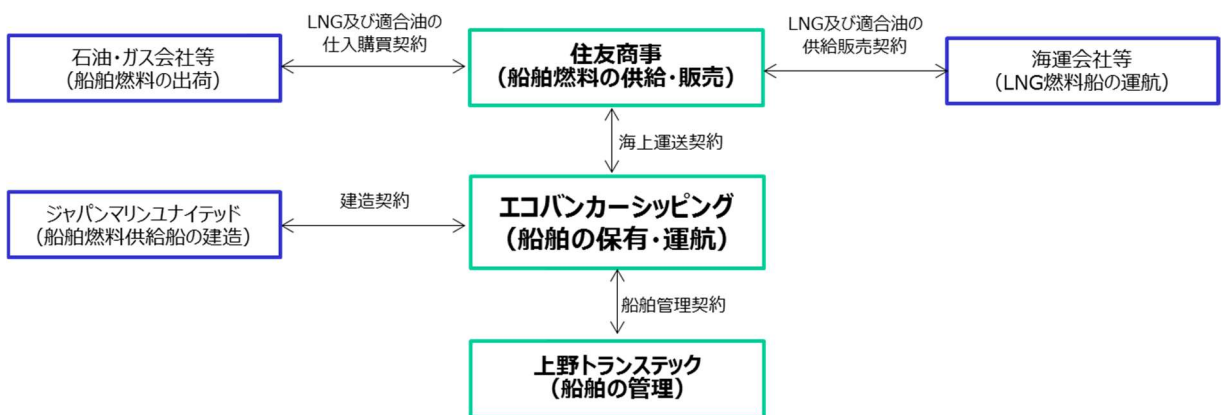 LNG及び適合油の
仕入購買契約
LNG及び適合油の
供給販売契約
石油・ガス会社等
(船舶燃料の出荷)
住友商事
(船舶燃料の供給・販売)
海運会社等
(LNG燃料船の運航)
海上運送契約
ジャパンマリンユナイテッド
(船舶燃料供給船の建造)
建造契約
エコバンカーシッピング
(船舶の保有・運航)
船舶管理契約
上野トランステック
(船舶の管理)